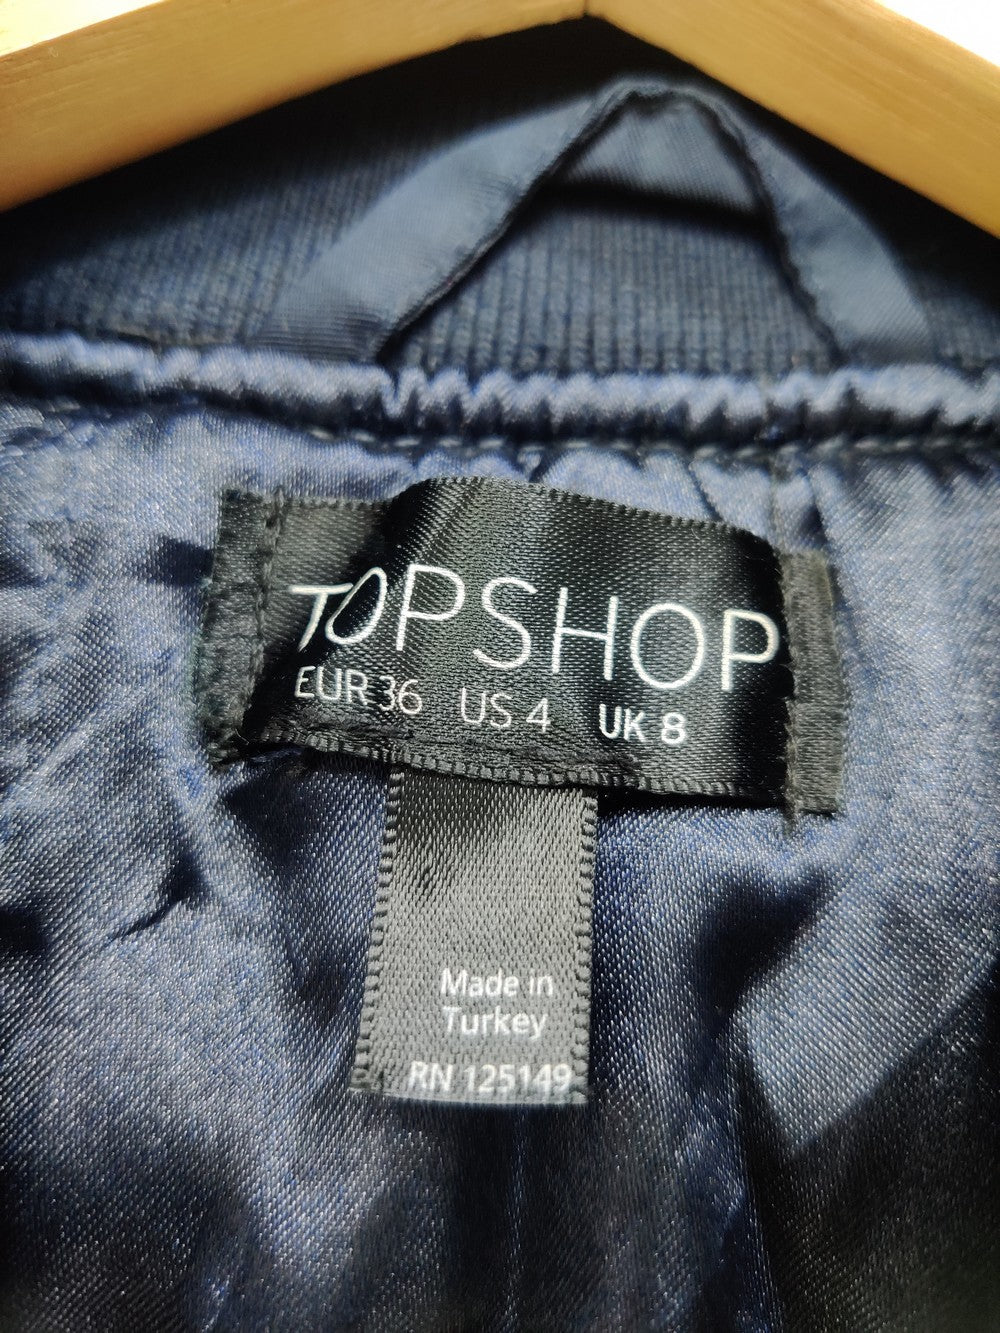 TOPSHOP
EUR 36 US 4 UK 8
Made in
Turkey
RN 125149